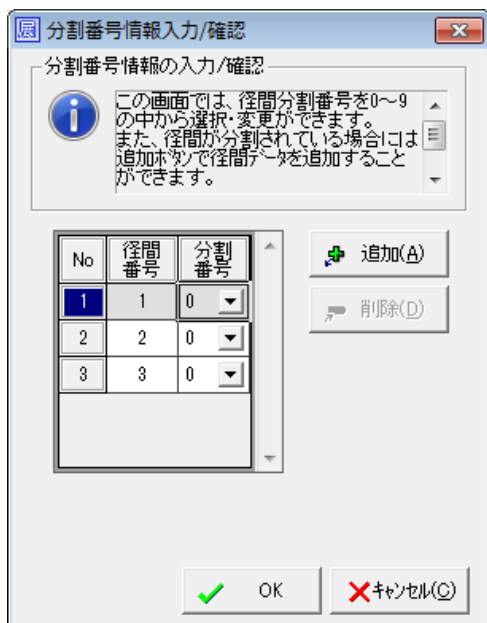 展 分割番号情報入力/確認
分割番号情報の入力/確認
この画面では、径間分割番号を0～9
の中から選択･変更ができます。
また、径間が分割されている場合には
追加ﾎﾞﾀﾝで径間ﾃﾞｰﾀを追加すること
ができます。
No 径間番号 分割番号
1 1 0
2 2 0
3 3 0
追加(A)
削除(D)
OK
ｷｬﾝｾﾙ(C)